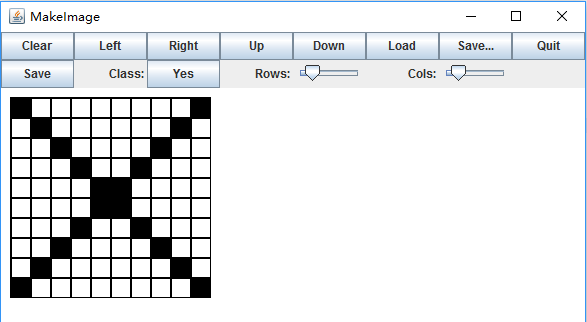 MakeImage
Clear Left Right Up Down Load Save... Quit
Save Class: Yes Rows: Cols: